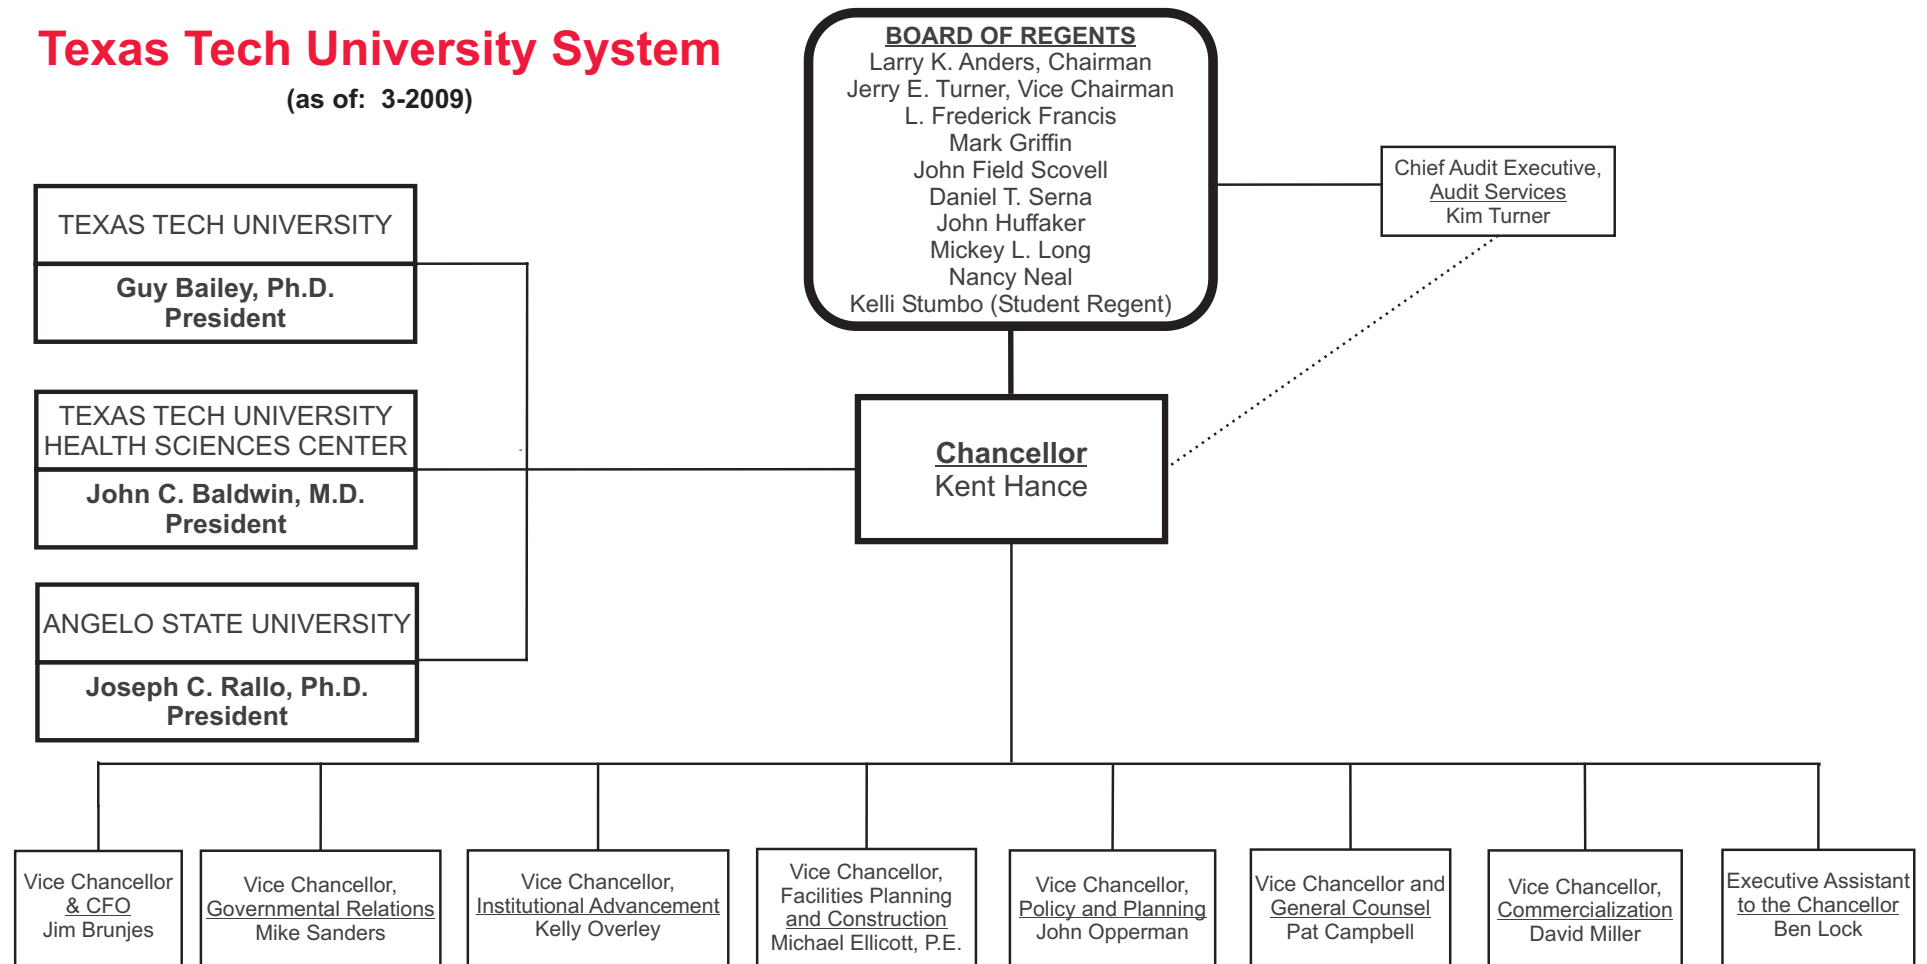 Texas Tech University System
(as of: 3-2009)
BOARD OF REGENTS
Larry K. Anders, Chairman
Jerry E. Turner, Vice Chairman
L. Frederick Francis
Mark Griffin
John Field Scovell
Daniel T. Serna
John Huffaker
Mickey L. Long
Nancy Neal
Kelli Stumbo (Student Regent)
Chief Audit Executive,
Audit Services
Kim Turner
TEXAS TECH UNIVERSITY
Guy Bailey, Ph.D.
President
TEXAS TECH UNIVERSITY
HEALTH SCIENCES CENTER
John C. Baldwin, M.D.
President
Chancellor
Kent Hance
ANGELO STATE UNIVERSITY
Joseph C. Rallo, Ph.D.
President
Vice Chancellor
& CFO
Jim Brunjes
Vice Chancellor,
Governmental Relations
Mike Sanders
Vice Chancellor,
Institutional Advancement
Kelly Overley
Vice Chancellor,
Facilities Planning
and Construction
Michael Ellicott, P.E.
Vice Chancellor,
Policy and Planning
John Opperman
Vice Chancellor and
General Counsel
Pat Campbell
Vice Chancellor,
Commercialization
David Miller
Executive Assistant
to the Chancellor
Ben Lock